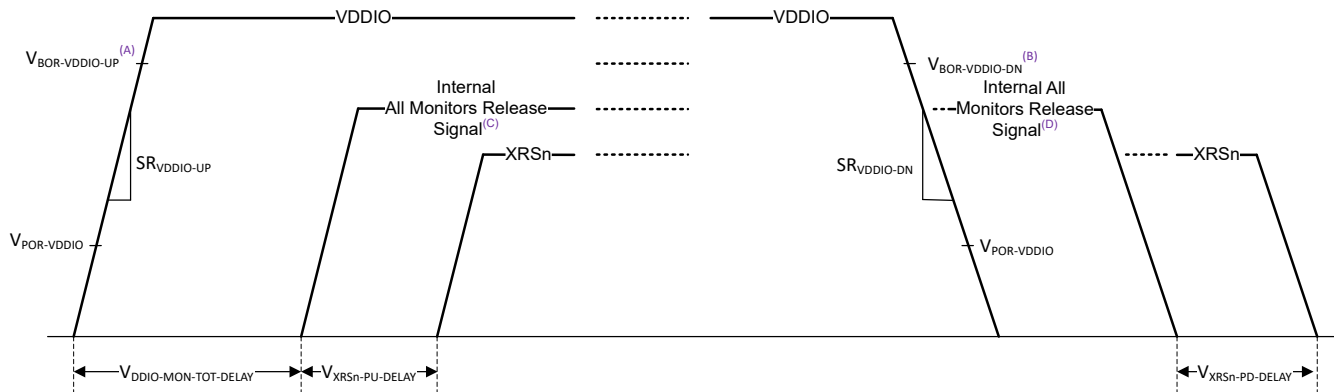 VDDIO
VDDIO
VBOR-VDDIO-UP(A)
VBOR-VDDIO-DN(B)
Internal
All Monitors Release
Signal(C)
Internal All
Monitors Release
Signal(D)
XRSn
XRSn
SRVDDIO-UP
SRVDDIO-DN
VPOR-VDDIO
VPOR-VDDIO
VDDIO-MON-TOT-DELAY
VXRSn-PU-DELAY
VXRSn-PD-DELAY